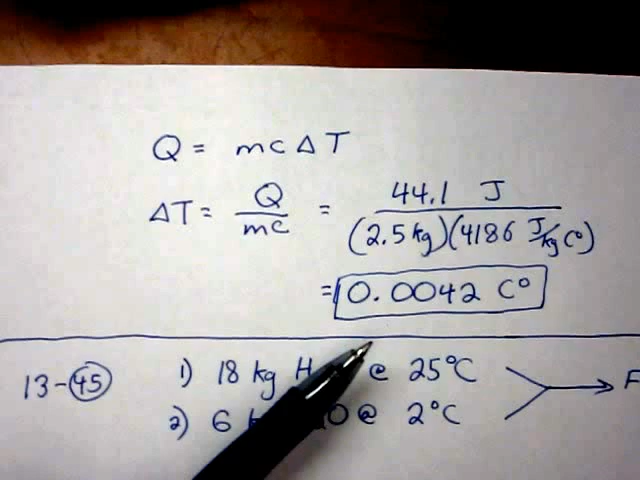 Q = mcΔT
ΔT = Q/mc = 44.1 J / (2.5 kg)(4186 J/kg C°)
= 0.0042 C°
13-45 1) 18 kg @ 25°C F
2) 6 @ 2°C